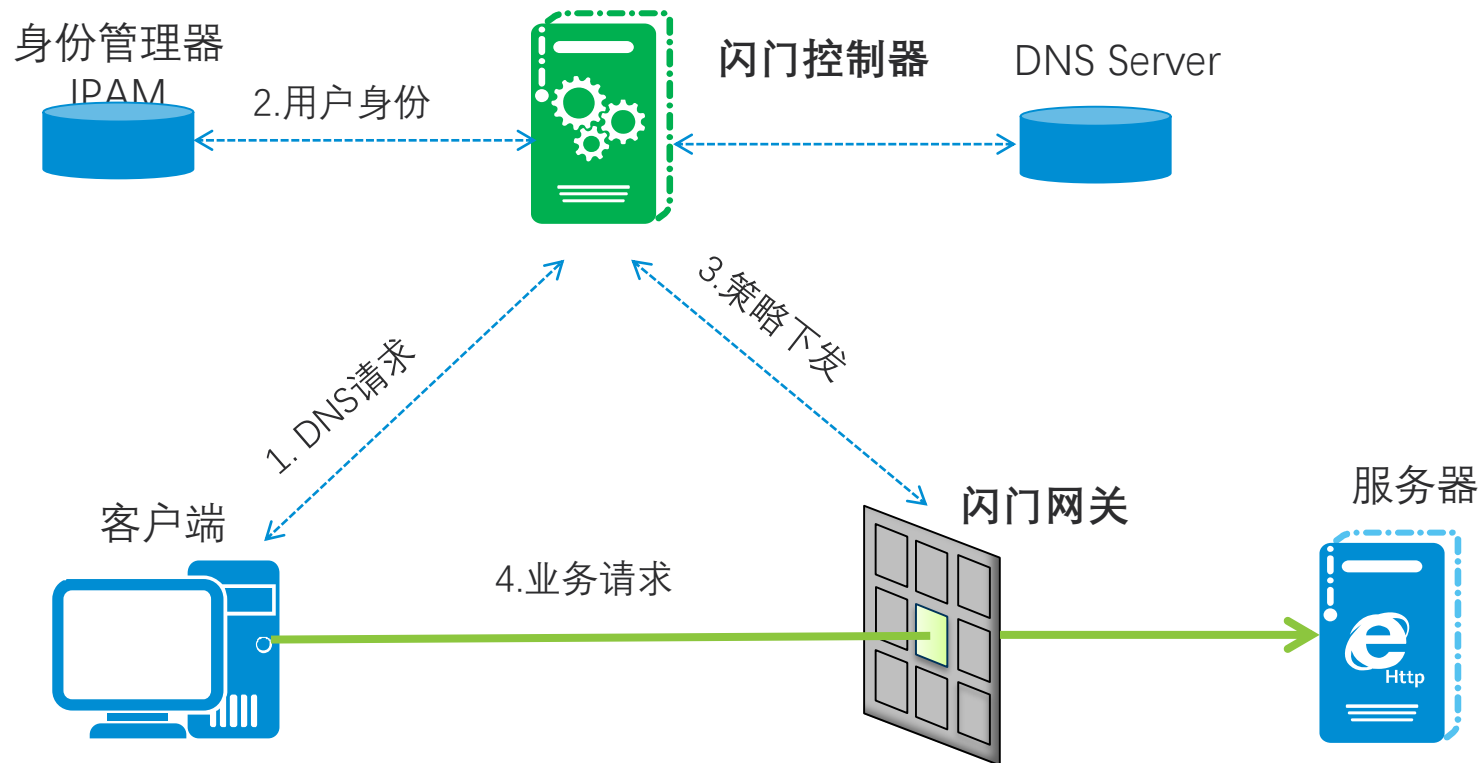 身份管理器
IPAM
2.用户身份
闪门控制器
DNS Server
1. DNS请求
3.策略下发
客户端
4.业务请求
闪门网关
服务器
e
Http